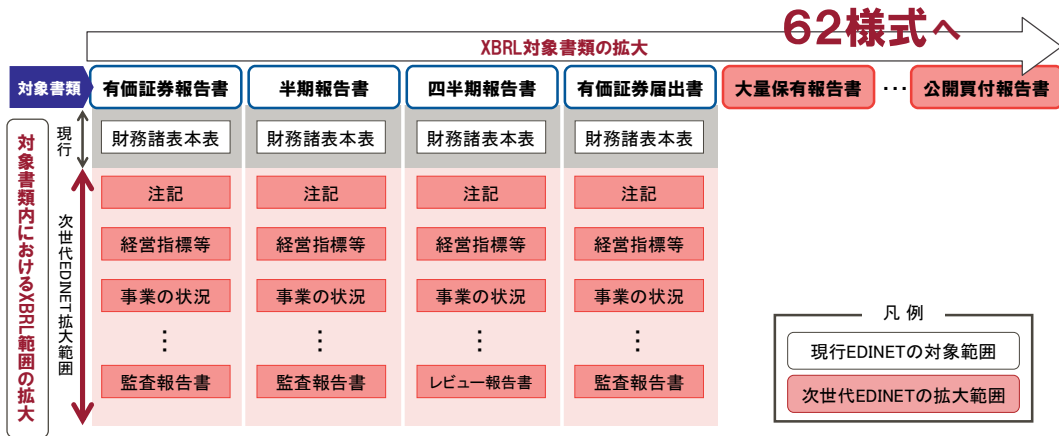 62様式へ
XBRL対象書類の拡大
対象書類
有価証券報告書
半期報告書
四半期報告書
有価証券届出書
大量保有報告書
･･･
公開買付報告書
対象書類内におけるXBRL範囲の拡大
現行
財務諸表本表
財務諸表本表
財務諸表本表
財務諸表本表
次世代EDINET拡大範囲
注記
注記
注記
注記
経営指標等
経営指標等
経営指標等
経営指標等
事業の状況
事業の状況
事業の状況
事業の状況
⋮
⋮
⋮
⋮
監査報告書
監査報告書
レビュー報告書
監査報告書
凡 例
現行EDINETの対象範囲
次世代EDINETの拡大範囲